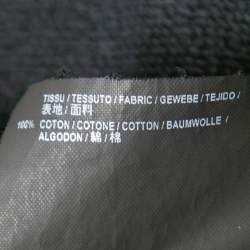 TISSU / TESSUTO / FABRIC / GEWEBE / TEJIDO /
表地 / 面料
100% COTON / COTONE / COTTON / BAUMWOLLE /
ALGODON / 綿 / 棉